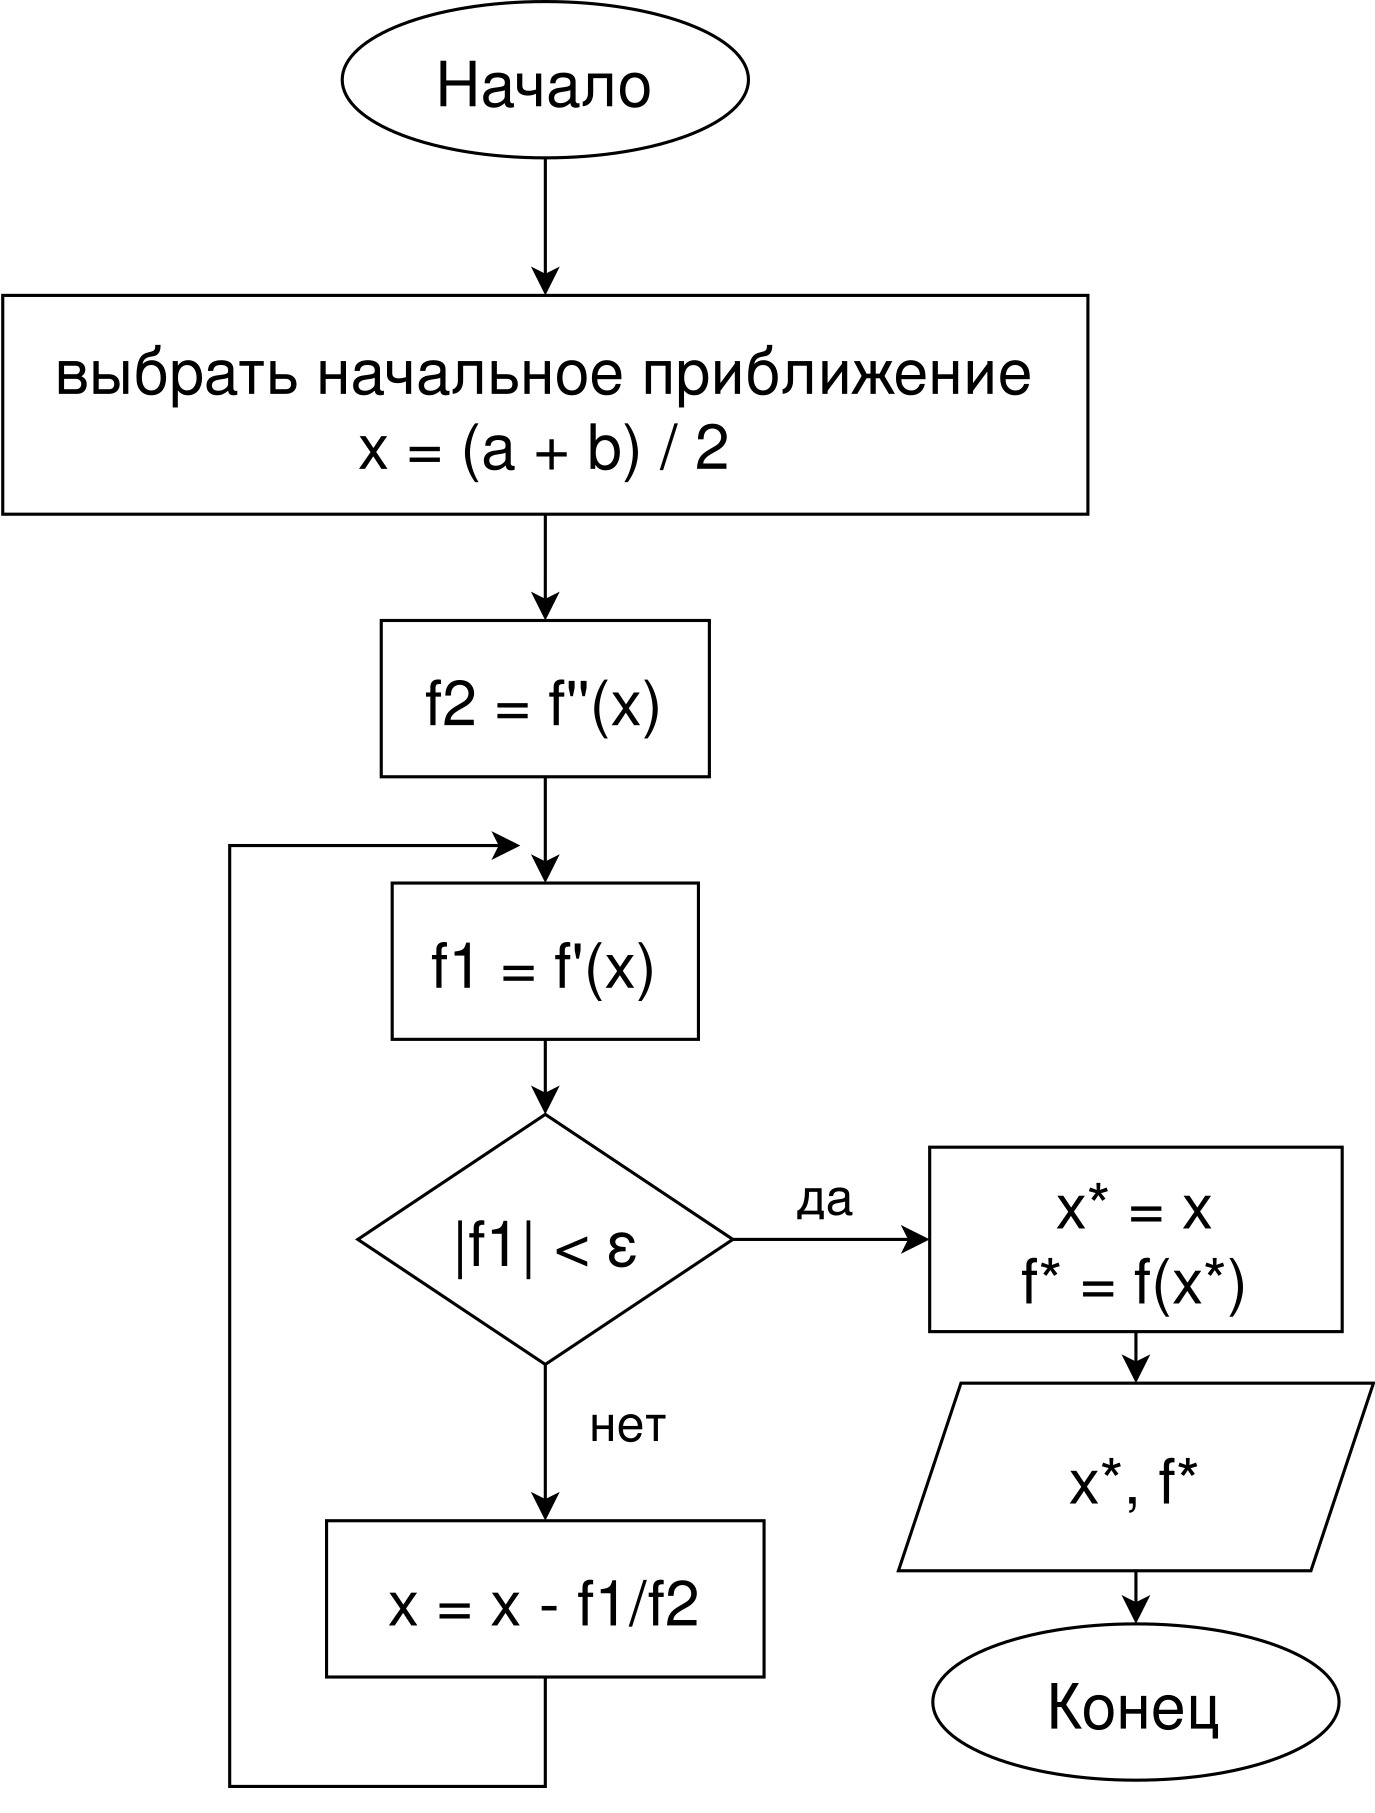 Начало
выбрать начальное приближение
x = (a + b) / 2
f2 = f''(x)
f1 = f'(x)
|f1| < ε
да
x* = x
f* = f(x*)
нет
x*, f*
x = x - f1/f2
Конец